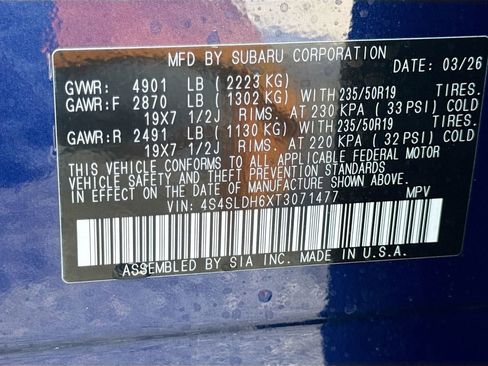 MFD BY SUBARU CORPORATION DATE: 03/26
GVWR: 4901 LB (2223 KG)
GAWR:F 2870 LB (1302 KG) WITH 235/50R19 TIRES.
19X7 1/2J RIMS. AT 230 KPA (33 PSI) COLD
GAWR:R 2491 LB (1130 KG) WITH 235/50R19 TIRES.
19X7 1/2J RIMS. AT 220 KPA (32 PSI) COLD
THIS VEHICLE CONFORMS TO ALL APPLICABLE FEDERAL MOTOR
VEHICLE SAFETY AND THEFT PREVENTION STANDARDS
IN EFFECT ON THE DATE OF MANUFACTURE SHOWN ABOVE.
VIN: 4S4SLDH6XT3071477 MPV
ASSEMBLED BY SIA INC. MADE IN U.S.A.